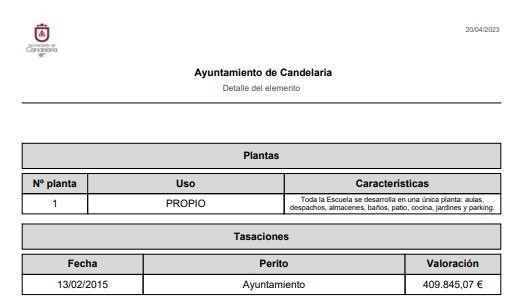 20/04/2023
Ayuntamiento de
Candelaria
Ayuntamiento de Candelaria
Detalle del elemento
Plantas
Nº planta Uso Características
1 PROPIO Toda la Escuela se desarrolla en una única planta: aulas,
despachos, almacenes, baños, patio, cocina, jardines y parking.
Tasaciones
Fecha Perito Valoración
13/02/2015 Ayuntamiento 409.845,07 €